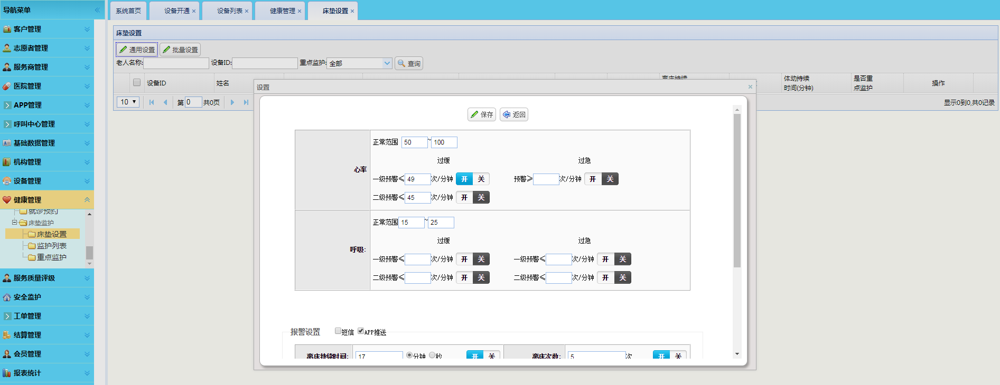 导航菜单
系统首页
设备开通
设备列表
健康管理
床垫设置
客户管理
志愿者管理
服务商管理
医院管理
APP管理
呼叫中心管理
基础数据管理
机构管理
设备管理
健康管理
就诊预约
床垫监护
床垫设置
监护列表
重点监护
服务质量评级
安全监护
工单管理
结算管理
会员管理
报表统计
床垫设置
通用设置 批量设置
老人名称: 设备ID: 重点监护: 全部 查询
设备ID 姓名 离床持续 体动持续 时间(分钟) 是否重 点监护 操作
10 第 0 共0页 显示0到0,共0记录
设置
保存 返回
心率
正常范围 50 ~ 100
过缓 过急
一级预警≤ 49 次/分钟 开 关 预警≥ 次/分钟 开 关
二级预警≤ 45 次/分钟 开 关
呼吸:
正常范围 15 ~ 25
过缓 过急
一级预警≤ 次/分钟 开 关 一级预警≤ 次/分钟 开 关
二级预警≤ 次/分钟 开 关 二级预警≤ 次/分钟 开 关
报警设置 短信 APP推送
离床持续时间: 17 分钟 秒 开 关 离床次数: 5 次 开 关